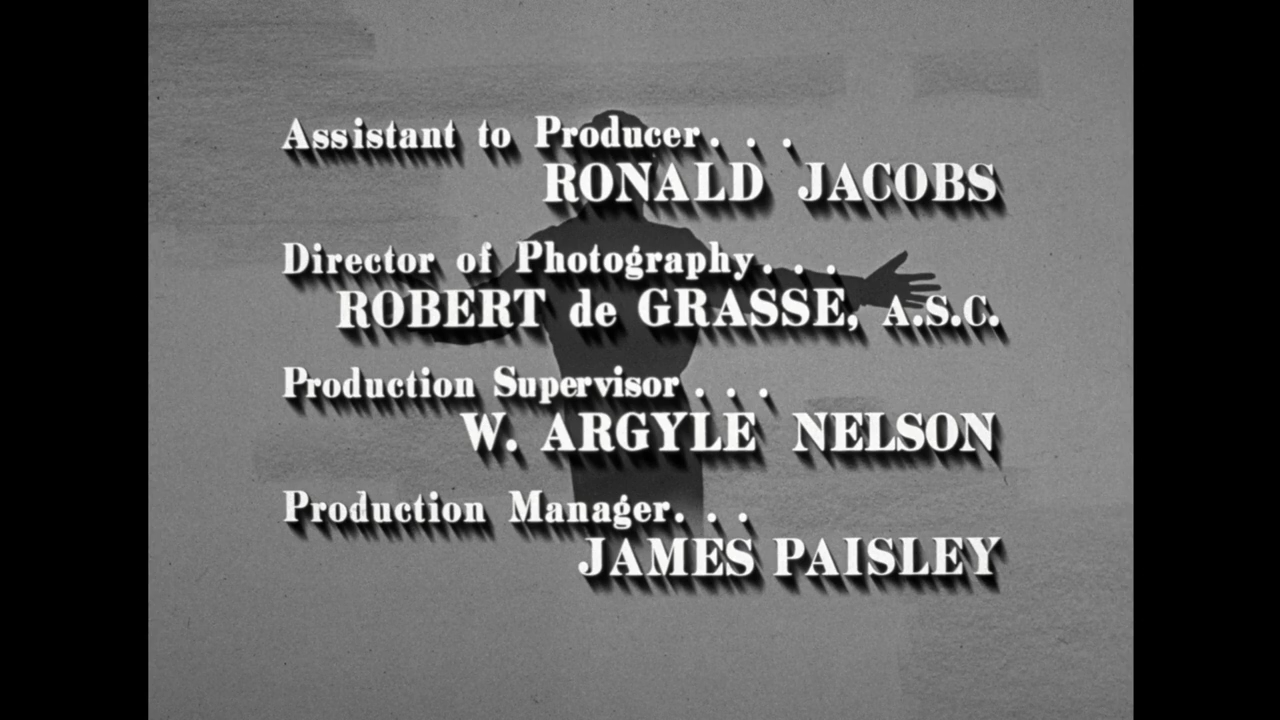 Assistant to Producer. . .
RONALD JACOBS
Director of Photography. . .
ROBERT de GRASSE, A.S.C.
Production Supervisor . . .
W. ARGYLE NELSON
Production Manager. . .
JAMES PAISLEY